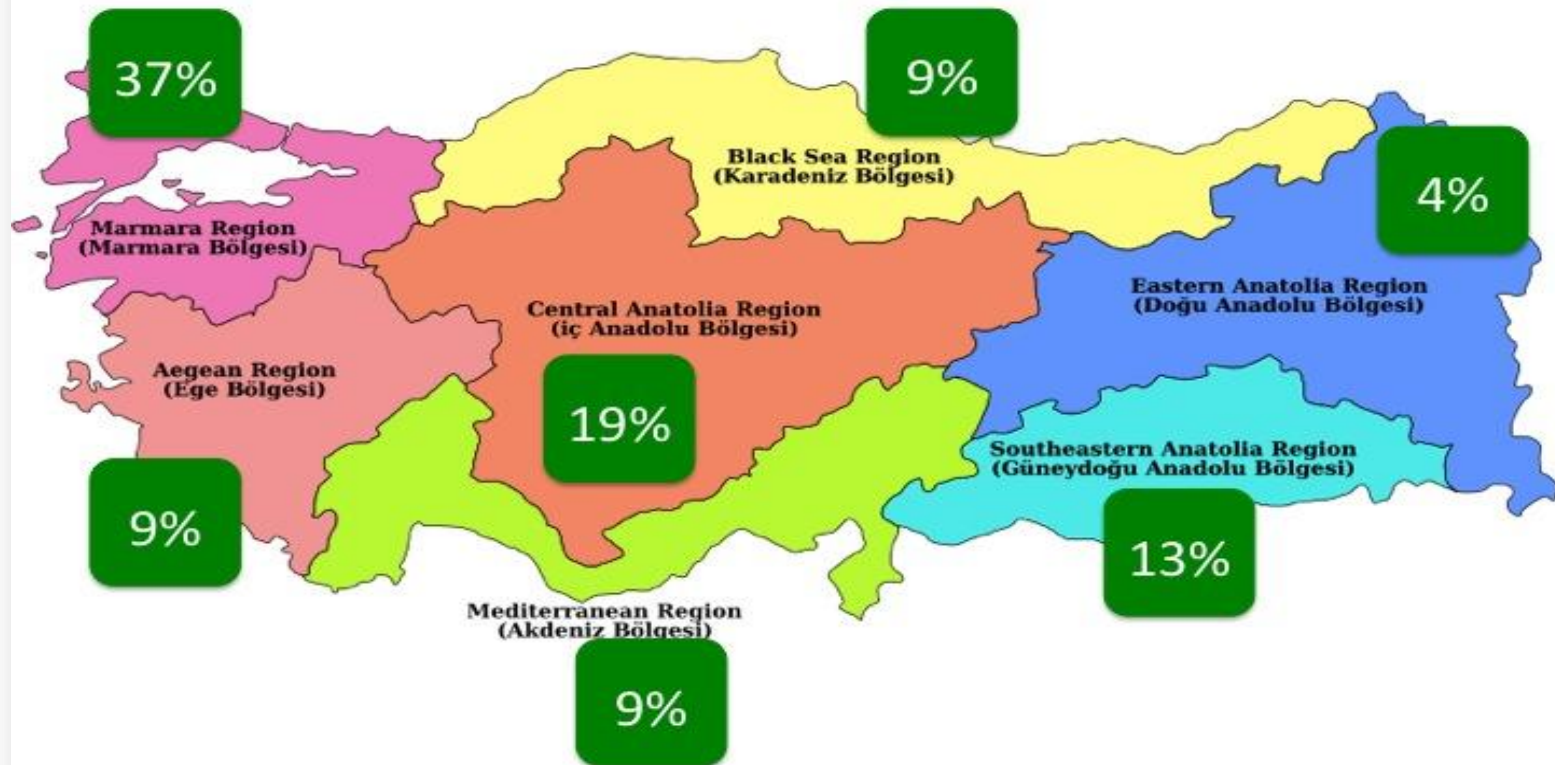 37%
9%
Black Sea Region
(Karadeniz Bölgesi)
4%
Marmara Region
(Marmara Bölgesi)
Eastern Anatolia Region
(Doğu Anadolu Bölgesi)
Central Anatolia Region
(iç Anadolu Bölgesi)
Aegean Region
(Ege Bölgesi)
19%
Southeastern Anatolia Region
(Güneydoğu Anadolu Bölgesi)
9%
13%
Mediterranean Region
(Akdeniz Bölgesi)
9%